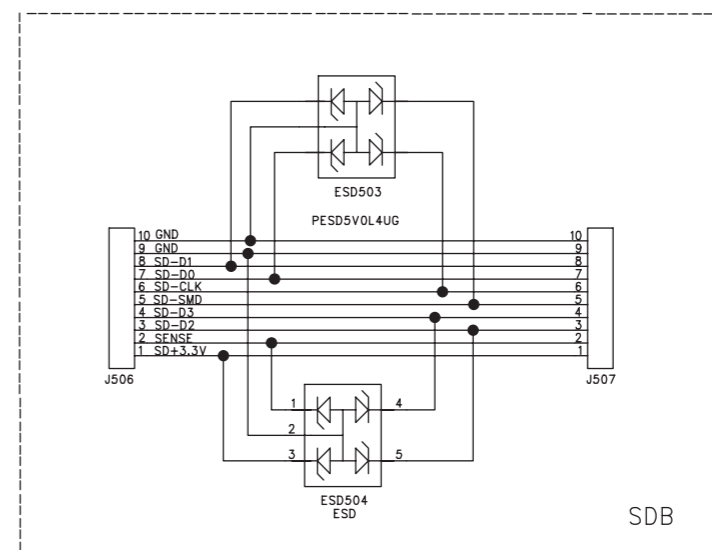 ESD503
PESD5V0L4UG
10 GND 10
9 GND 9
8 SD-D1 8
7 SD-D0 7
6 SD-CLK 6
5 SD-SMD 5
4 SD-D3 4
3 SD-D2 3
2 SENSE 2
1 SD+3.3V 1
J506 J507
1 4
2
3 5
ESD504
ESD
SDB